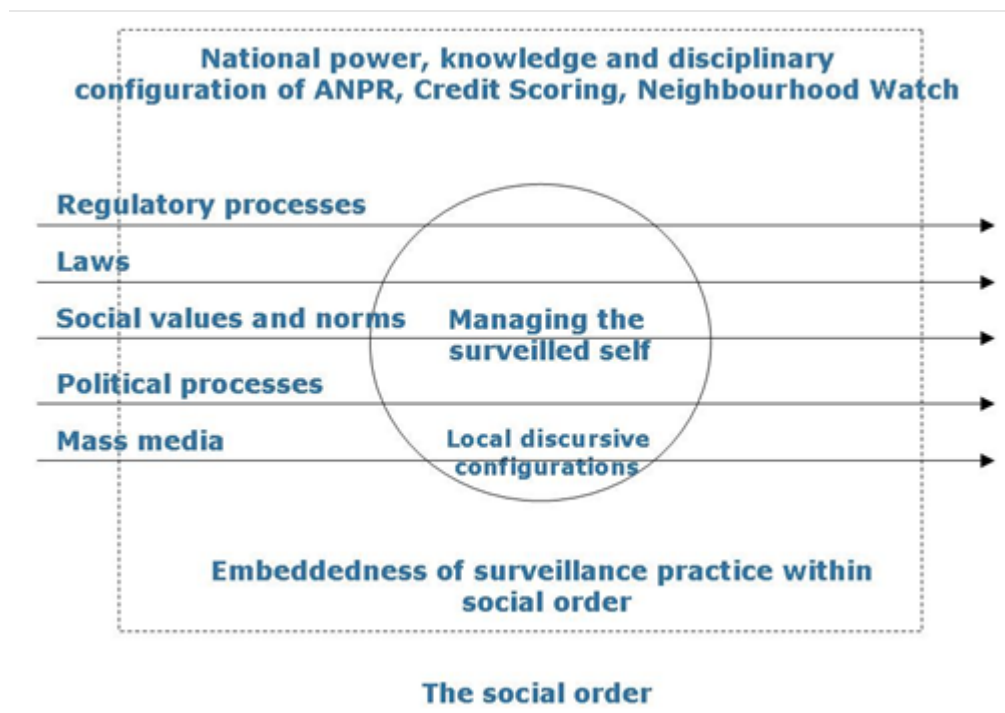 National power, knowledge and disciplinary
configuration of ANPR, Credit Scoring, Neighbourhood Watch
Regulatory processes
Laws
Social values and norms
Managing the
surveilled self
Political processes
Mass media
Local discursive
configurations
Embeddedness of surveillance practice within
social order
The social order